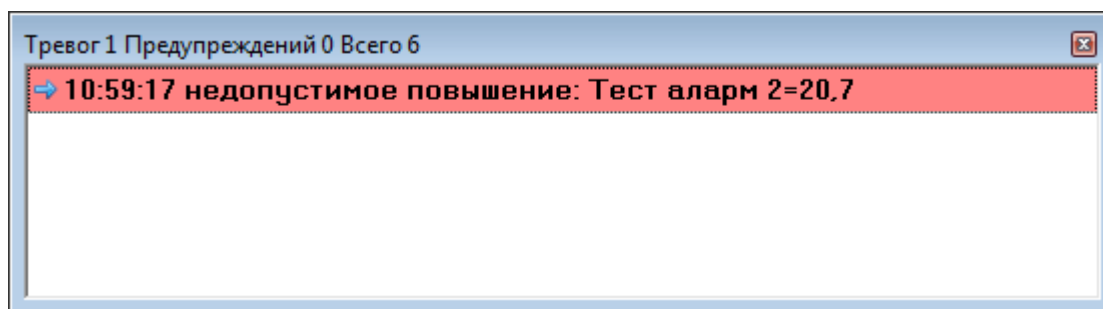 Тревог 1 Предупреждений 0 Всего 6
10:59:17 недопустимое повышение: Тест аларм 2=20,7